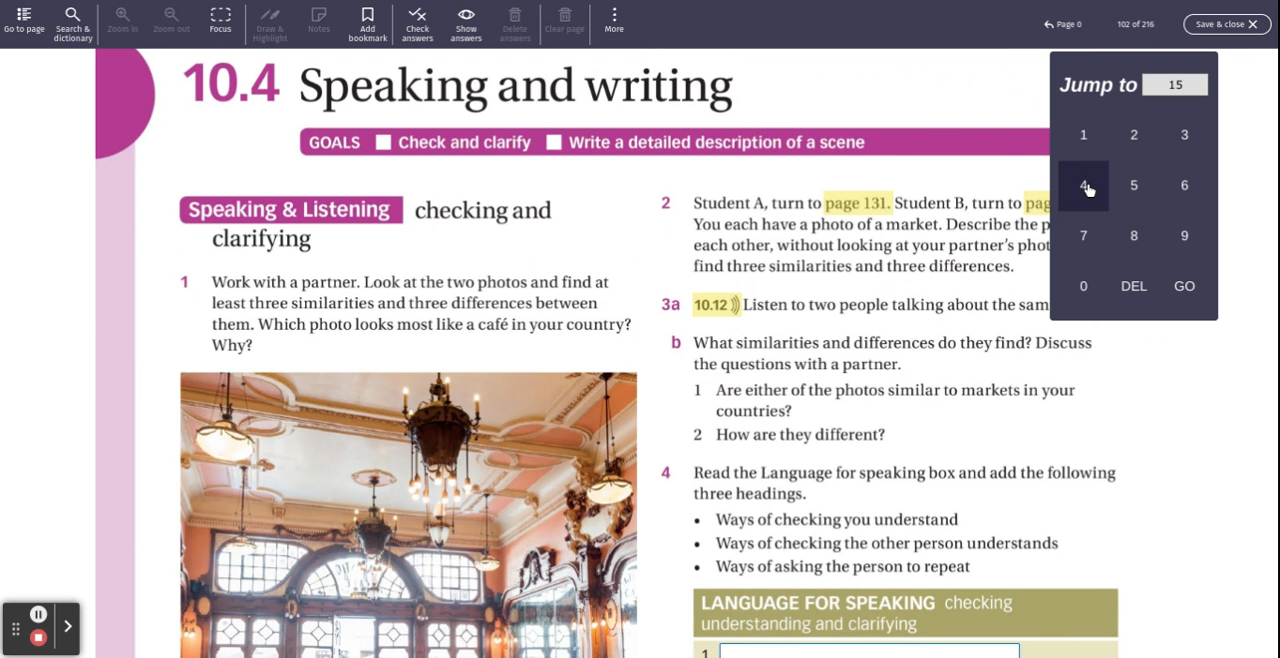 Go to page
Search & dictionary
Zoom in
Zoom out
Focus
Draw & Highlight
Notes
Add bookmark
Check answers
Show answers
Delete answers
Clear page
More
Page 0
102 of 216
Save & close
10.4 Speaking and writing
GOALS Check and clarify Write a detailed description of a scene
Jump to 15
1 2 3
4 5 6
7 8 9
0 DEL GO
Speaking & Listening checking and
clarifying
1 Work with a partner. Look at the two photos and find at
least three similarities and three differences between
them. Which photo looks most like a café in your country?
Why?
2 Student A, turn to page 131. Student B, turn to
You each have a photo of a market. Describe the
each other, without looking at your partner's
find three similarities and three differences.
3a 10.12 Listen to two people talking about the
b What similarities and differences do they find? Discuss
the questions with a partner.
1 Are either of the photos similar to markets in your
countries?
2 How are they different?
4 Read the Language for speaking box and add the following
three headings.
• Ways of checking you understand
• Ways of checking the other person understands
• Ways of asking the person to repeat
LANGUAGE FOR SPEAKING checking
understanding and clarifying
1